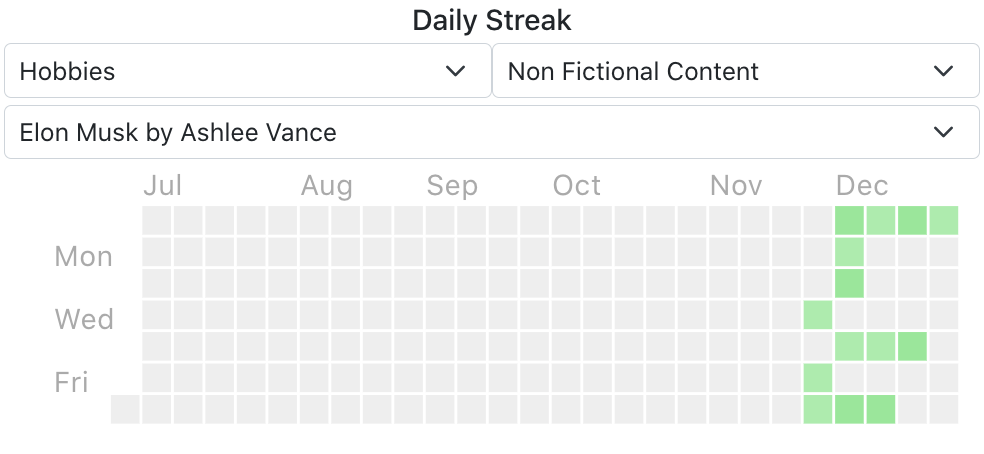 Daily Streak
Hobbies
Non Fictional Content
Elon Musk by Ashlee Vance
Jul Aug Sep Oct Nov Dec
Mon
Wed
Fri